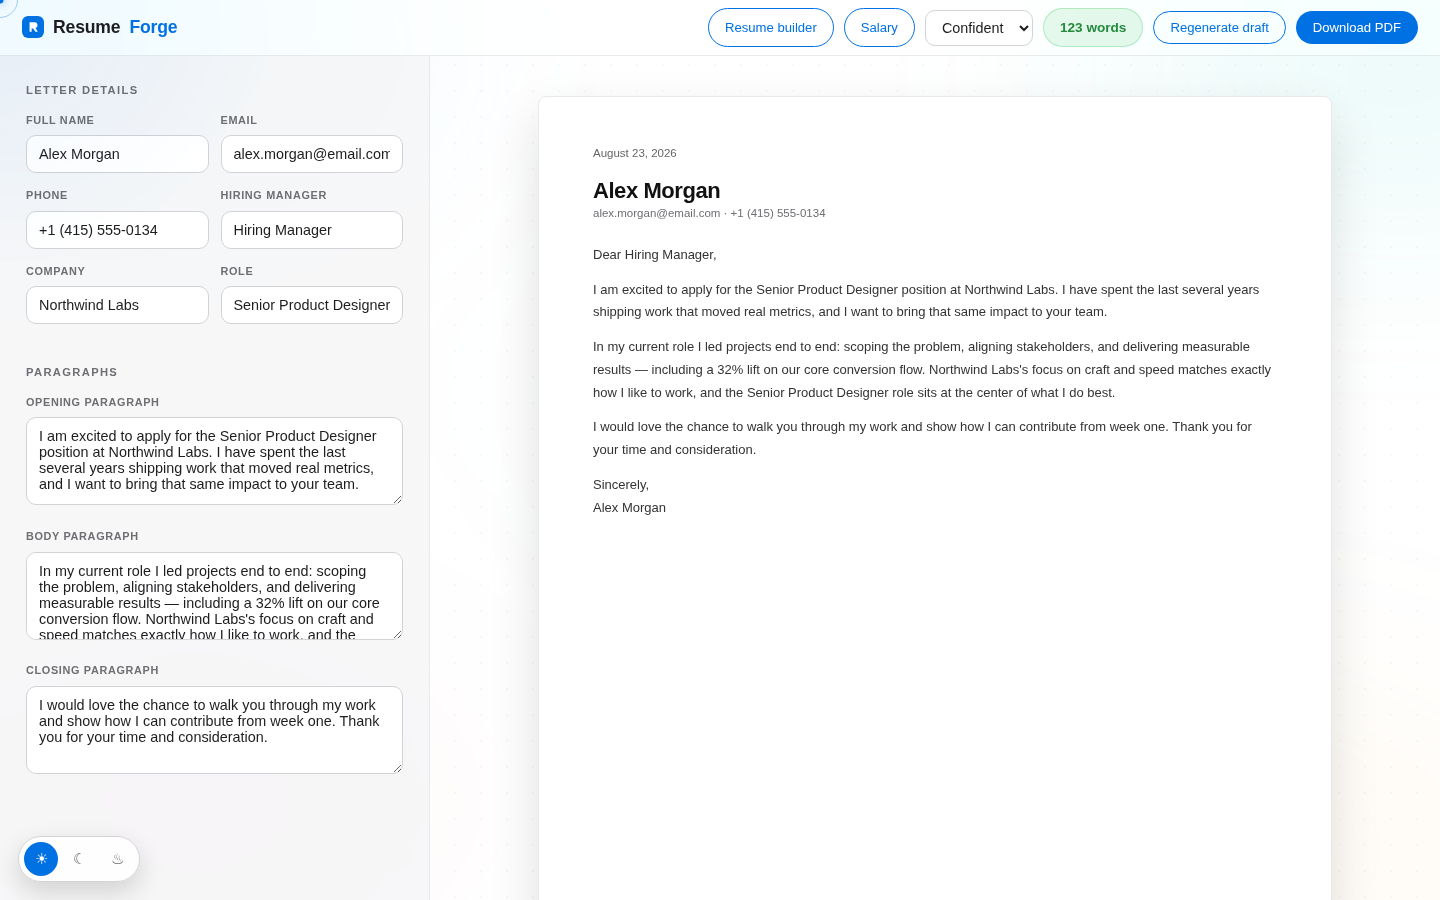 Resume Forge
Resume builder
Salary
Confident
123 words
Regenerate draft
Download PDF
LETTER DETAILS
FULL NAME
EMAIL
Alex Morgan
alex.morgan@email.com
PHONE
HIRING MANAGER
+1 (415) 555-0134
Hiring Manager
COMPANY
ROLE
Northwind Labs
Senior Product Designer
PARAGRAPHS
OPENING PARAGRAPH
I am excited to apply for the Senior Product Designer
position at Northwind Labs. I have spent the last
several years shipping work that moved real metrics,
and I want to bring that same impact to your team.
BODY PARAGRAPH
In my current role I led projects end to end: scoping
the problem, aligning stakeholders, and delivering
measurable results — including a 32% lift on our core
conversion flow. Northwind Labs's focus on craft and
speed matches exactly how I like to work, and the
CLOSING PARAGRAPH
I would love the chance to walk you through my work
and show how I can contribute from week one. Thank
you for your time and consideration.
August 23, 2026
Alex Morgan
alex.morgan@email.com · +1 (415) 555-0134
Dear Hiring Manager,
I am excited to apply for the Senior Product Designer position at Northwind Labs. I have spent the last several years
shipping work that moved real metrics, and I want to bring that same impact to your team.
In my current role I led projects end to end: scoping the problem, aligning stakeholders, and delivering measurable
results — including a 32% lift on our core conversion flow. Northwind Labs's focus on craft and speed matches exactly
how I like to work, and the Senior Product Designer role sits at the center of what I do best.
I would love the chance to walk you through my work and show how I can contribute from week one. Thank you for
your time and consideration.
Sincerely,
Alex Morgan